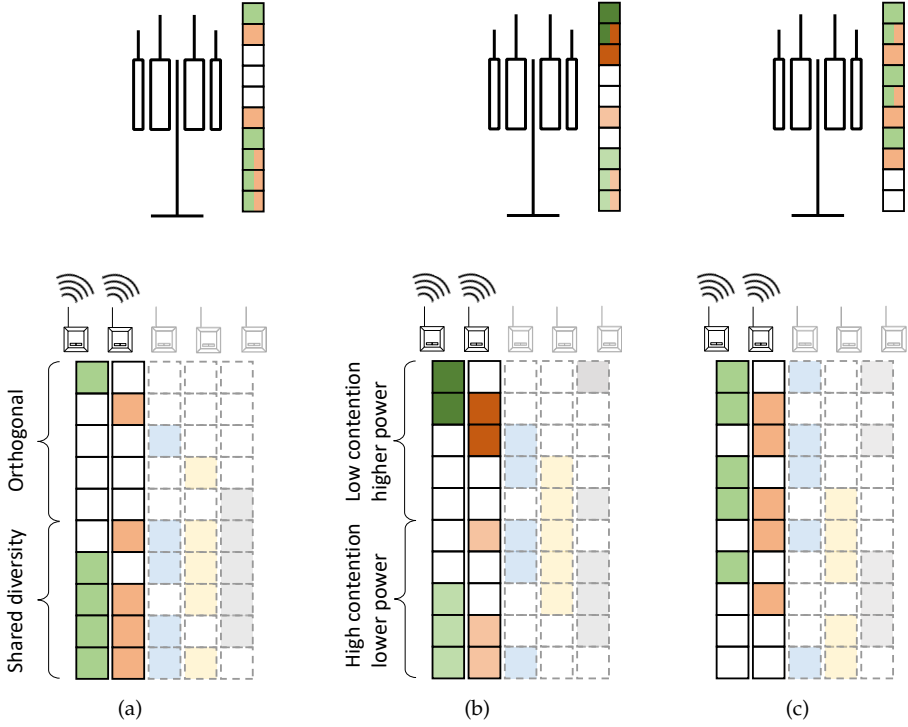 Orthogonal
Shared diversity
(a)
Low contention
higher power
High contention
lower power
(b)
(c)